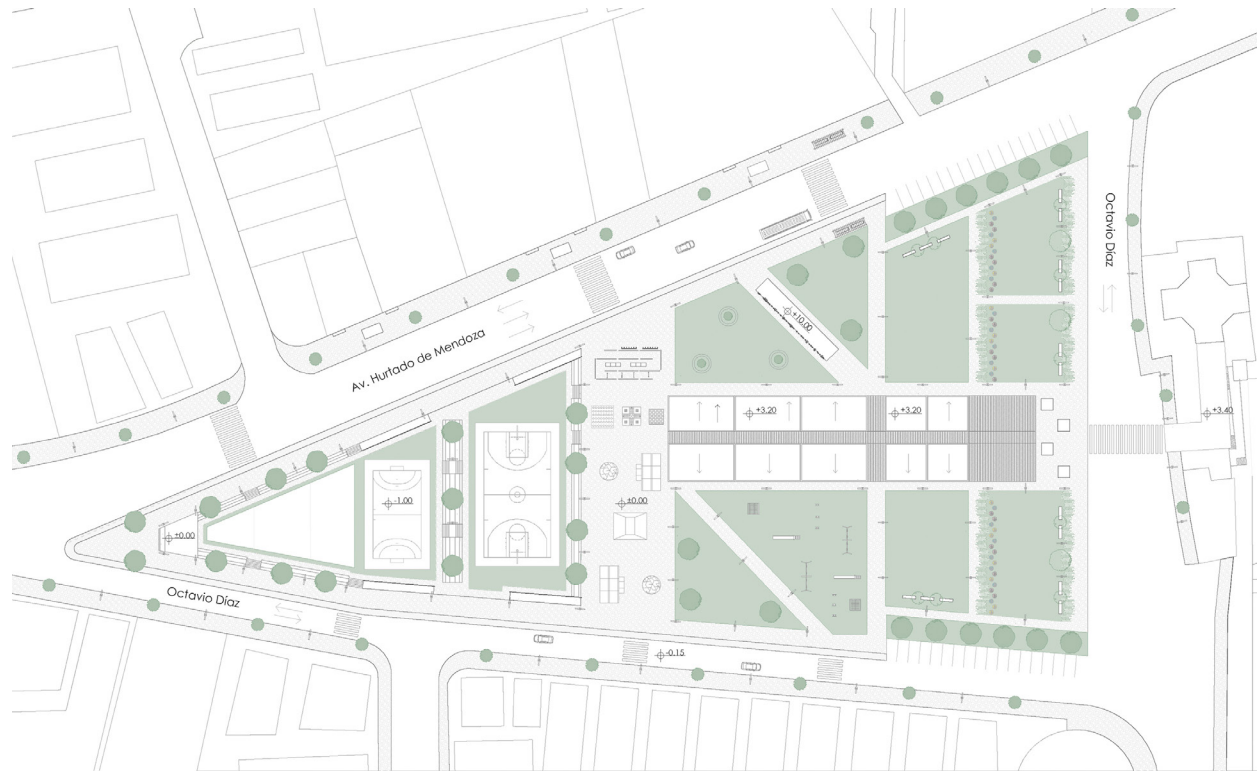 Octavio Díaz
+10.00
Av. Hurtado de Mendoza
+3.20
+3.20
+3.40
-1.00
±0.00
±0.00
Octavio Díaz
-0.15